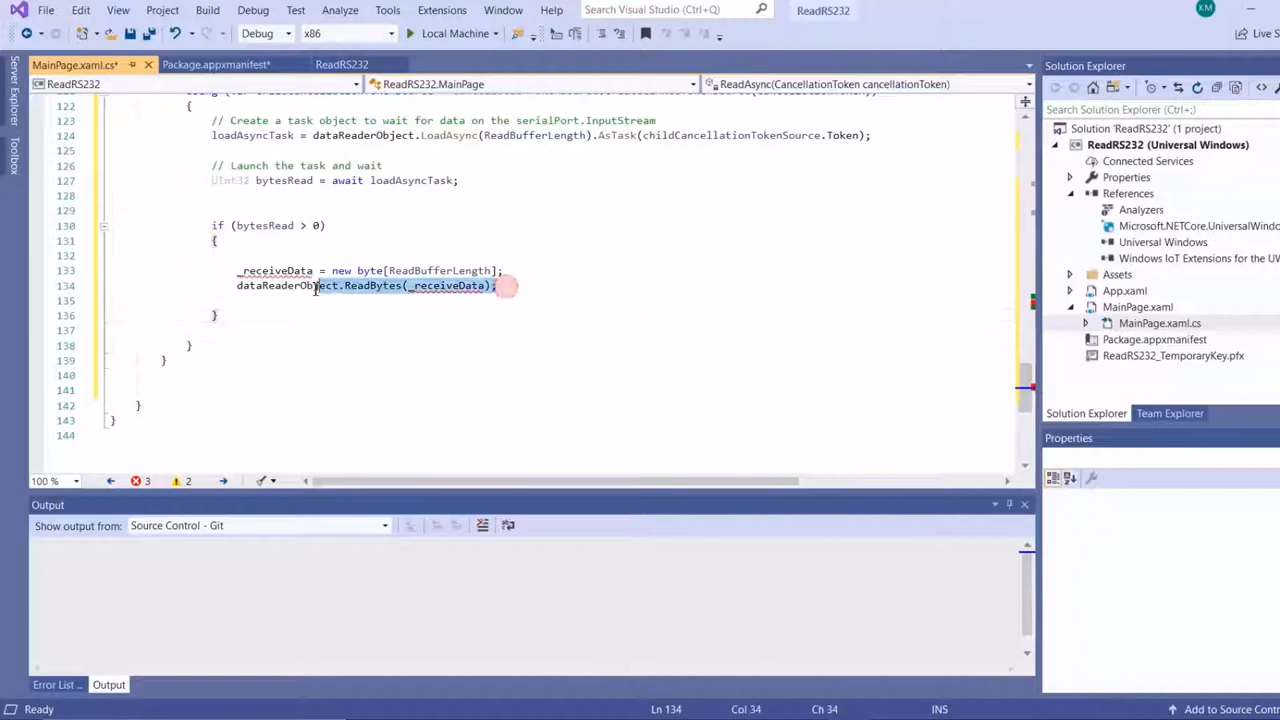 File Edit View Project Build Debug Test Analyze Tools Extensions Window Help Search Visual Studio ReadRS232 KM
Debug x86 Local Machine Live S
MainPage.xaml.cs* Package.appxmanifest* ReadRS232 Solution Explorer
ReadRS232 ReadRS232.MainPage ReadAsync(CancellationToken cancellationToken)
Search Solution Explorer (Ctrl+;)
Server Explorer
Toolbox
122 {
123 // Create a task object to wait for data on the serialPort.InputStream
124 loadAsyncTask = dataReaderObject.LoadAsync(ReadBufferLength).AsTask(childCancellationTokenSource.Token);
125
126 // Launch the task and wait
127 UInt32 bytesRead = await loadAsyncTask;
128
129
130 if (bytesRead > 0)
131 {
132
133 _receiveData = new byte[ReadBufferLength];
134 dataReaderObject.ReadBytes(_receiveData);
135
136 }
137
138 }
139 }
140
141
142 }
143 }
144
100 % 3 2
Solution 'ReadRS232' (1 project)
ReadRS232 (Universal Windows)
Connected Services
Properties
References
Analyzers
Microsoft.NETCore.UniversalWindo
Universal Windows
Windows IoT Extensions for the UW
Assets
App.xaml
MainPage.xaml
MainPage.xaml.cs
Package.appxmanifest
ReadRS232_TemporaryKey.pfx
Solution Explorer Team Explorer
Properties
Output
Show output from: Source Control - Git
Error List ... Output
Ready Ln 134 Col 34 Ch 34 INS Add to Source Contr